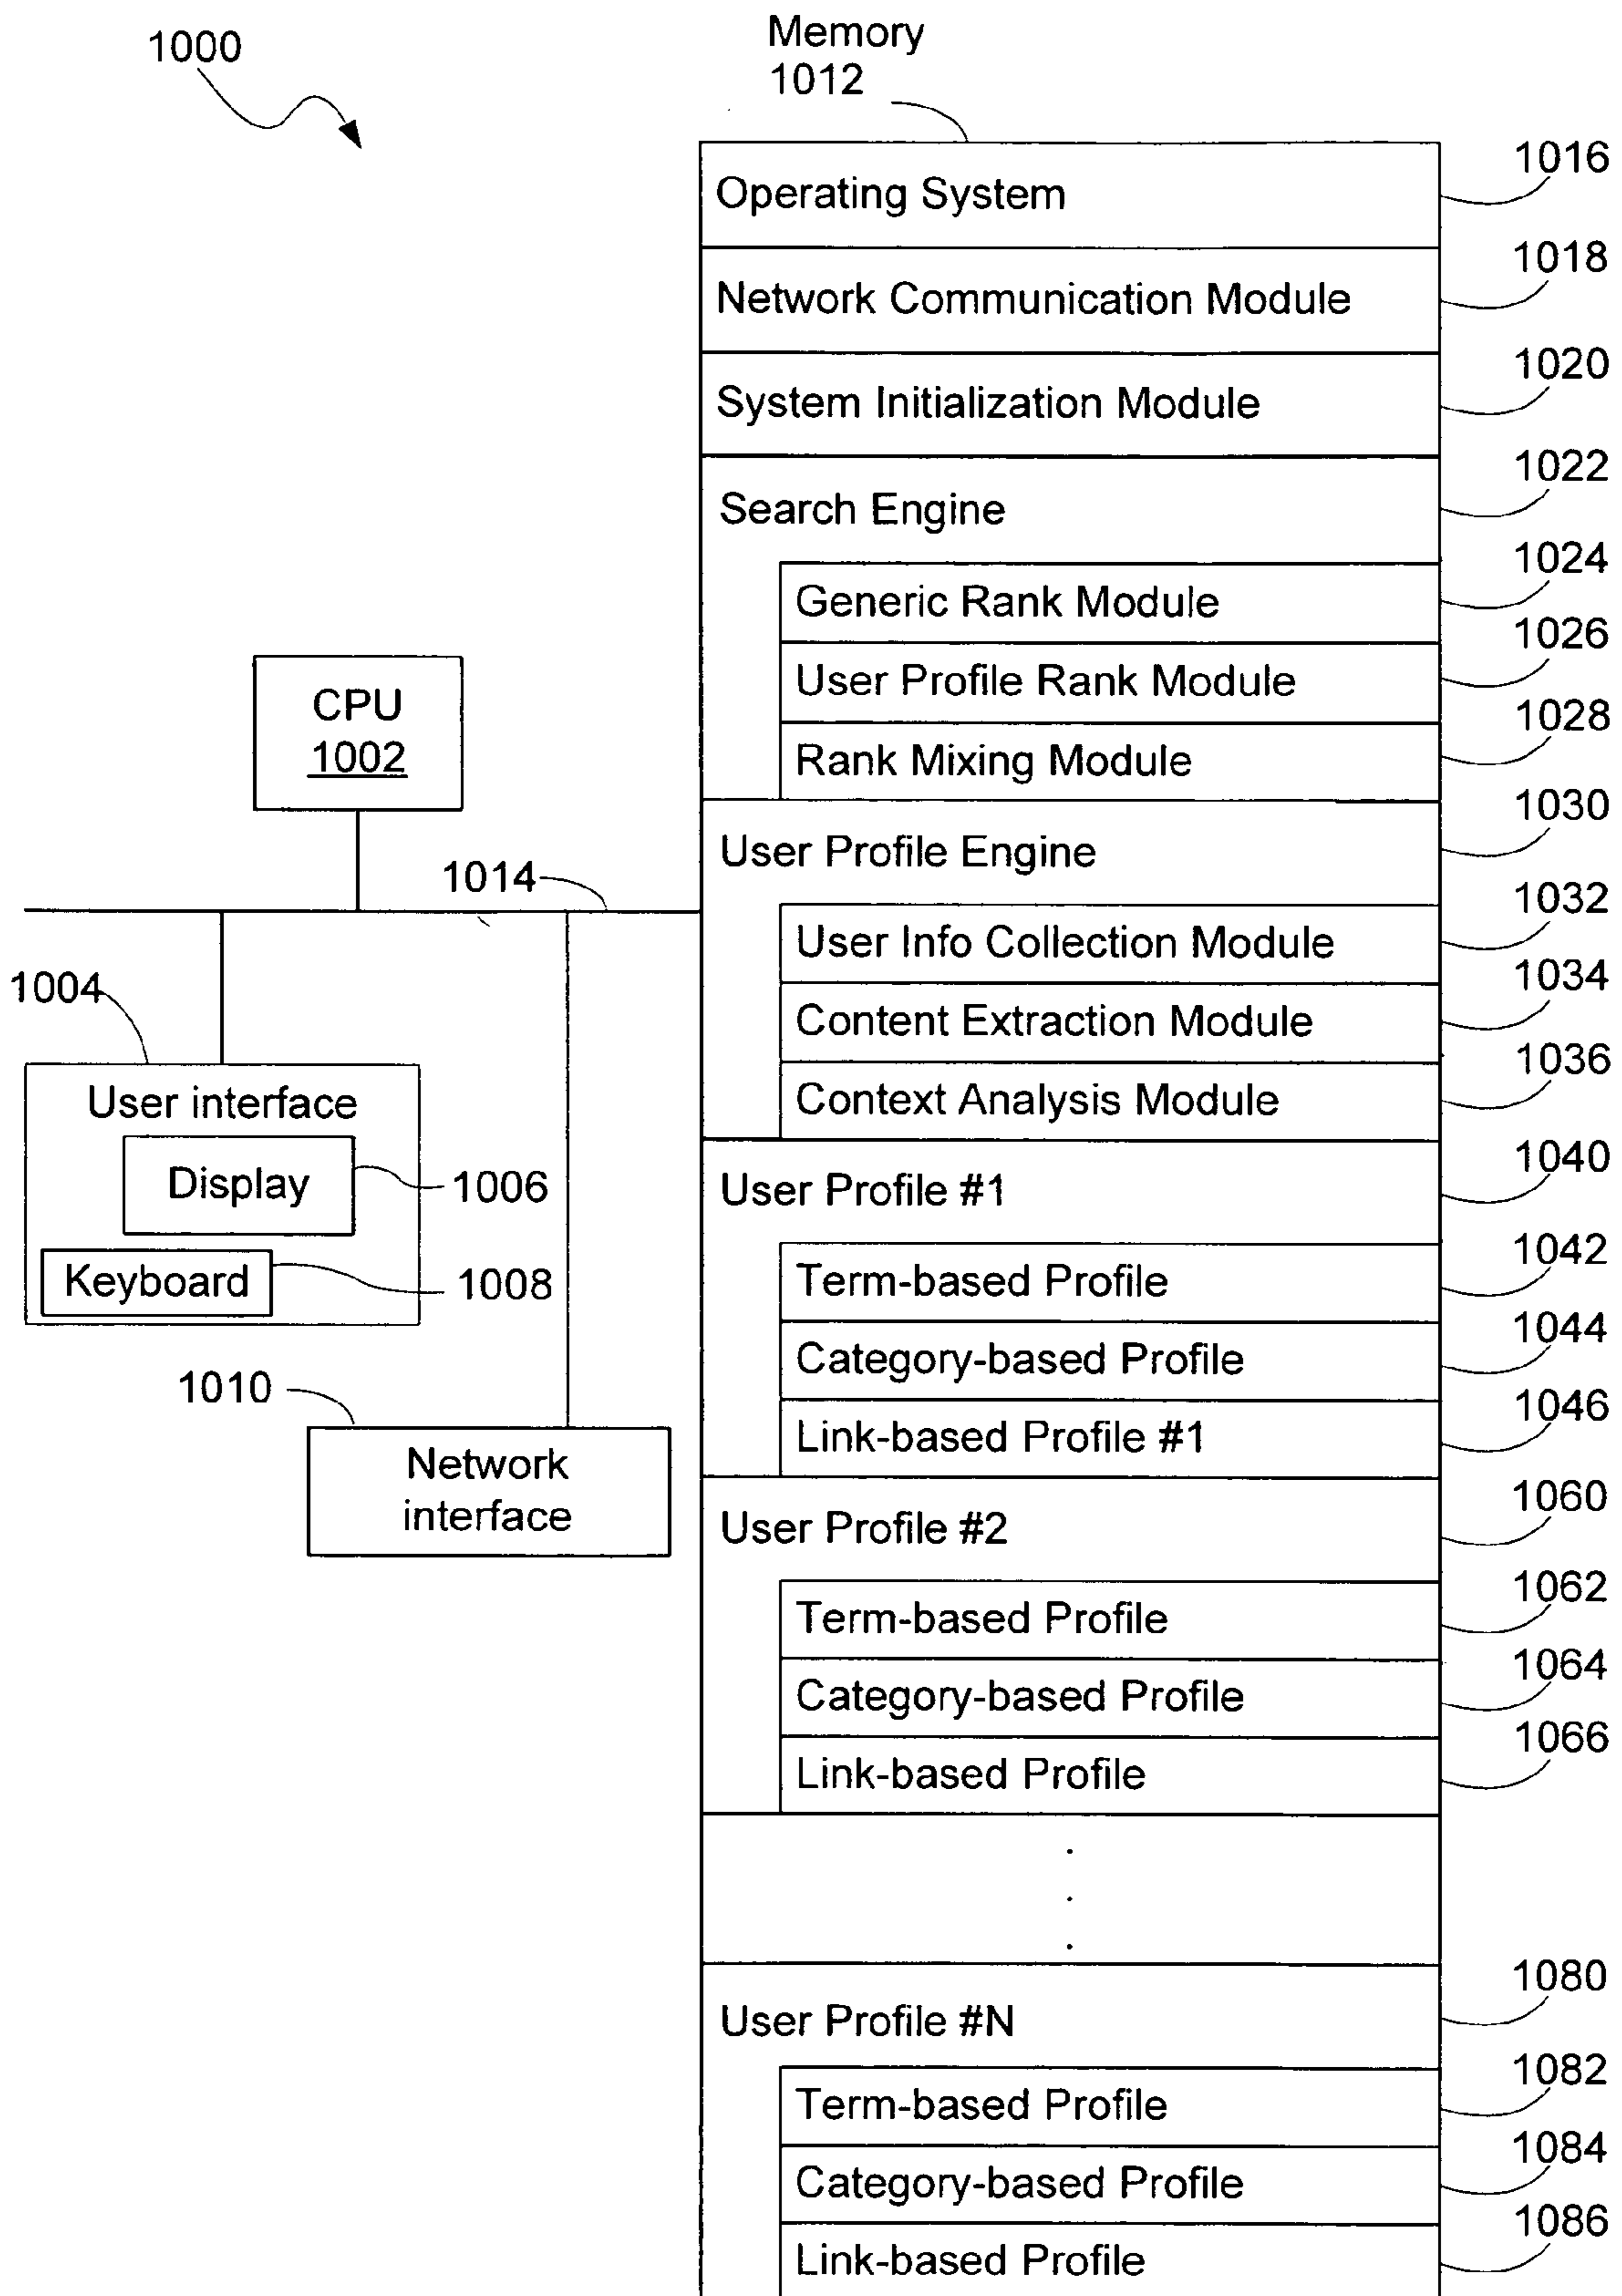 1000
Memory
1012
Operating System
1016
Network Communication Module
1018
System Initialization Module
1020
Search Engine
1022
Generic Rank Module
1024
User Profile Rank Module
1026
Rank Mixing Module
1028
User Profile Engine
1030
User Info Collection Module
1032
Content Extraction Module
1034
Context Analysis Module
1036
User Profile #1
1040
Term-based Profile
1042
Category-based Profile
1044
Link-based Profile #1
1046
User Profile #2
1060
Term-based Profile
1062
Category-based Profile
1064
Link-based Profile
1066
.
.
.
User Profile #N
1080
Term-based Profile
1082
Category-based Profile
1084
Link-based Profile
1086
CPU
1002
1014
1004
User interface
Display
1006
Keyboard
1008
1010
Network
interface